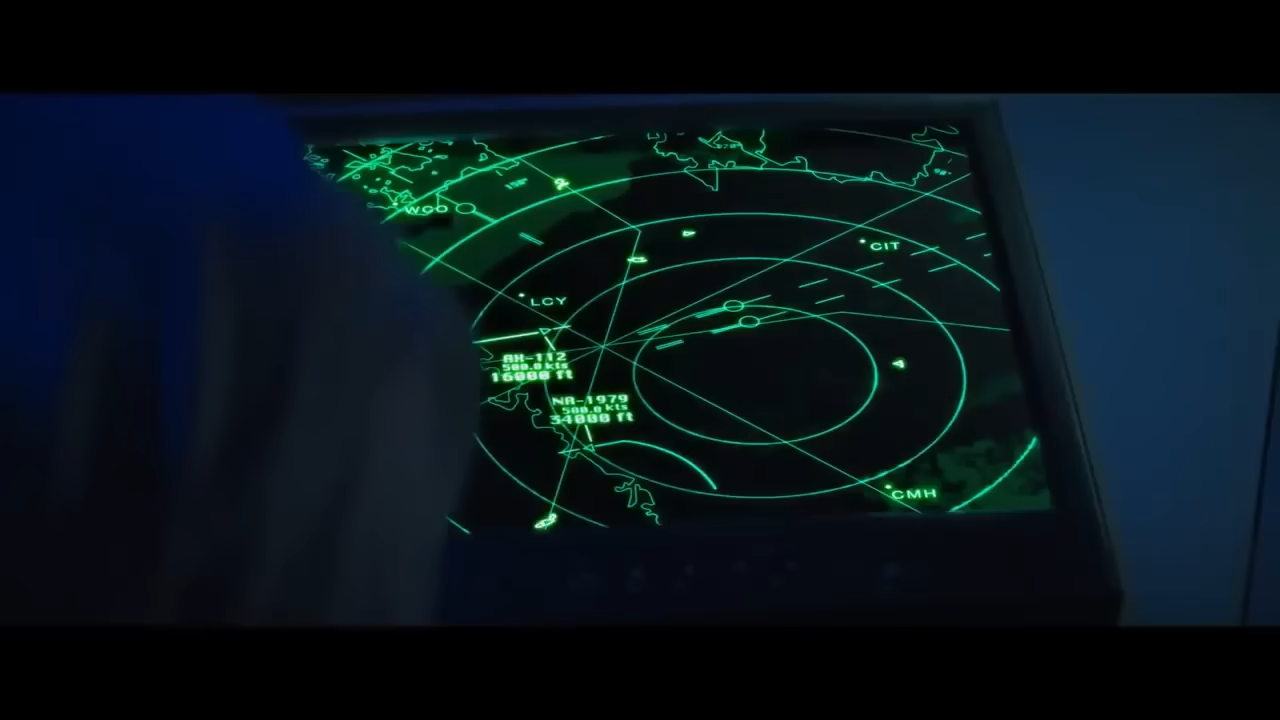 WCO
CIT
LCY
AH-112
500.0 kts
16000 ft
NA-1979
500.0 kts
34000 ft
CMH